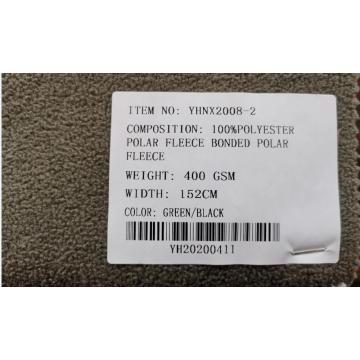 ITEM NO: YHNX2008-2
COMPOSITION: 100%POLYESTER
POLAR FLEECE BONDED POLAR
FLEECE
WEIGHT: 400 GSM
WIDTH: 152CM
COLOR: GREEN/BLACK
YH20200411